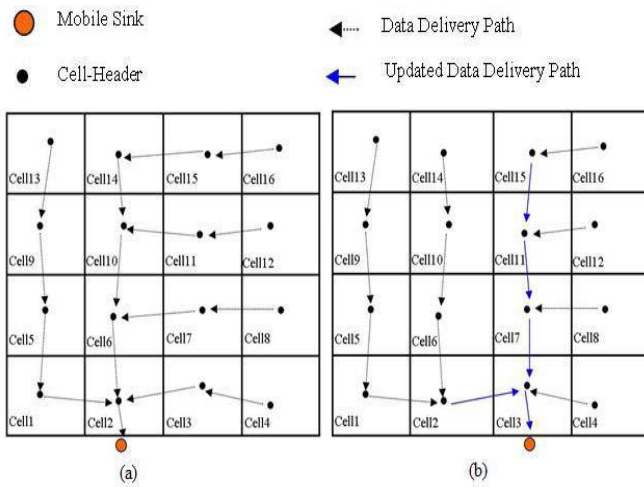 Mobile Sink
Data Delivery Path
Cell-Header
Updated Data Delivery Path
Cell13 Cell14 Cell15 Cell16
Cell9 Cell10 Cell11 Cell12
Cell5 Cell6 Cell7 Cell8
Cell1 Cell2 Cell3 Cell4
(a)
Cell13 Cell14 Cell15 Cell16
Cell9 Cell10 Cell11 Cell12
Cell5 Cell6 Cell7 Cell8
Cell1 Cell2 Cell3 Cell4
(b)